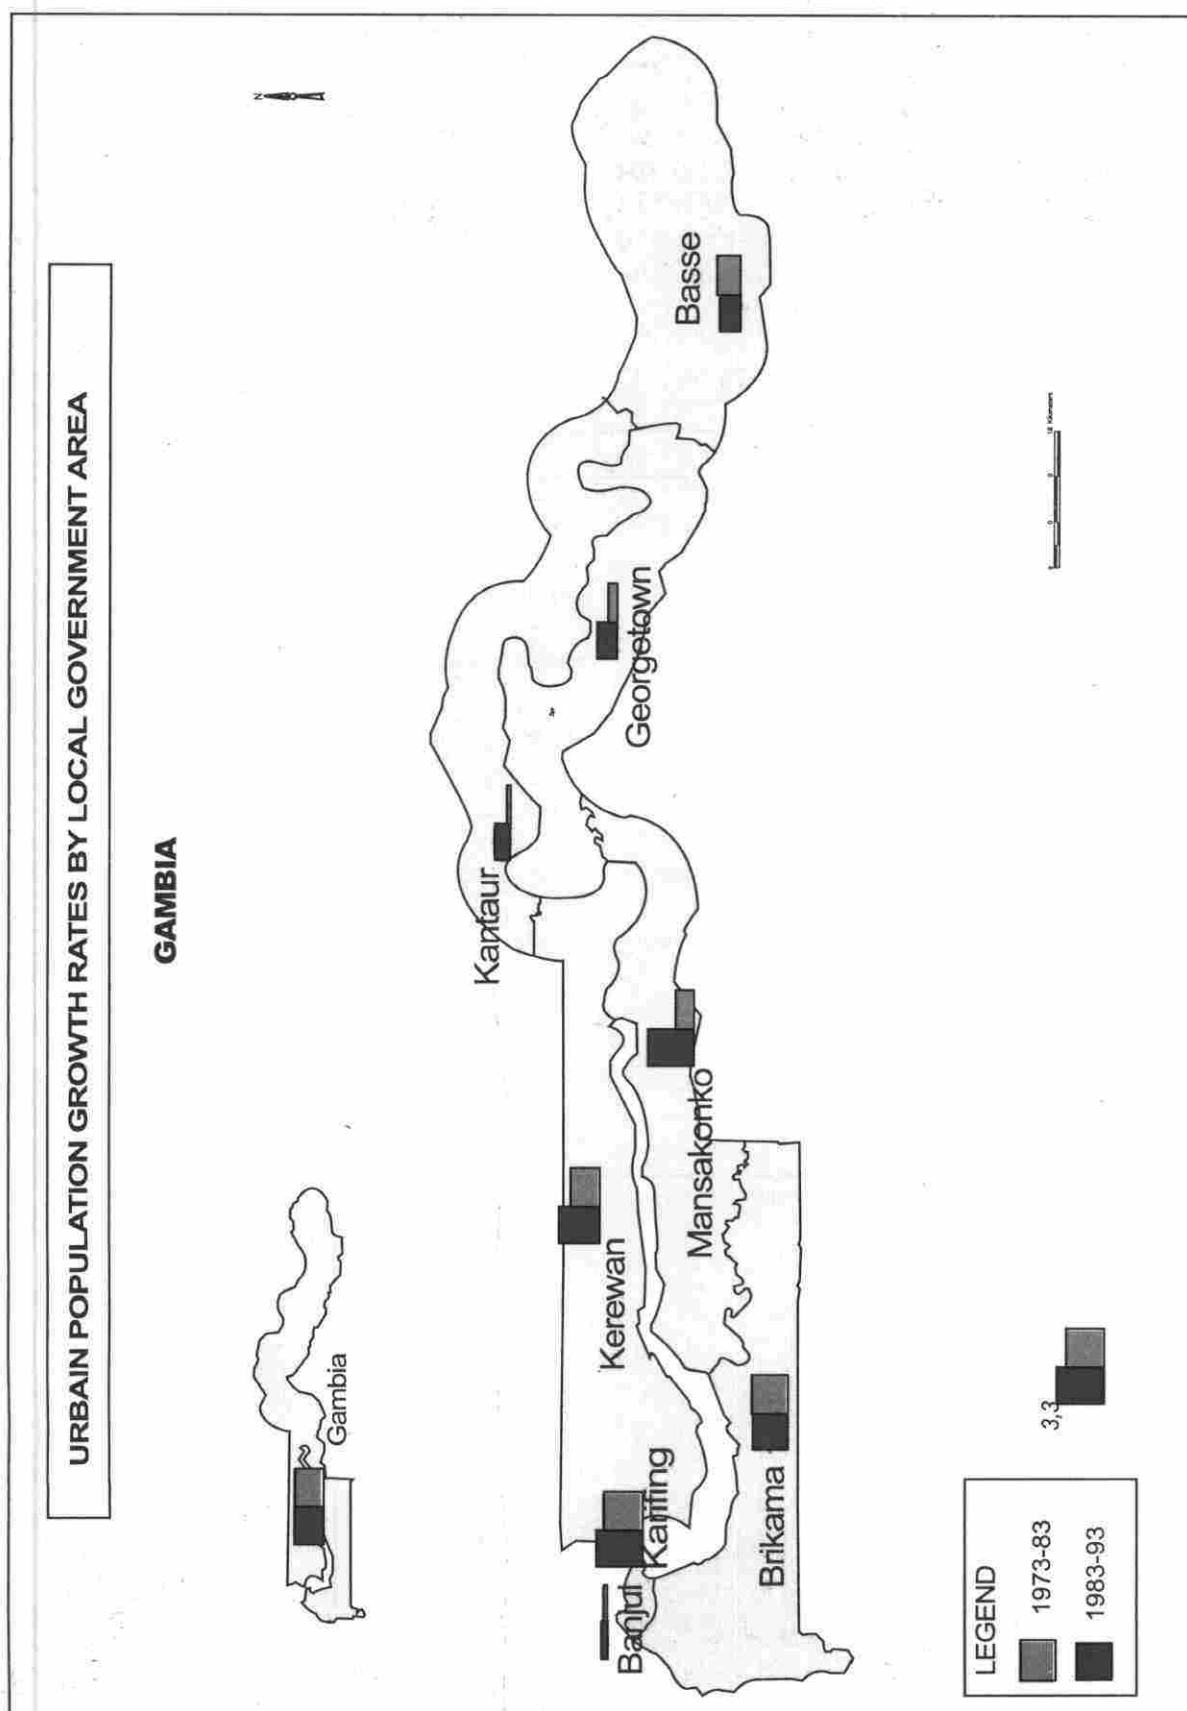 URBAIN POPULATION GROWTH RATES BY LOCAL GOVERNMENT AREA
GAMBIA
N
Gambia
Kantaur
Kerewan
Banjul
Kanifing
Georgetown
Basse
Mansakonko
Brikama
LEGEND
1973-83
1983-93
3,3